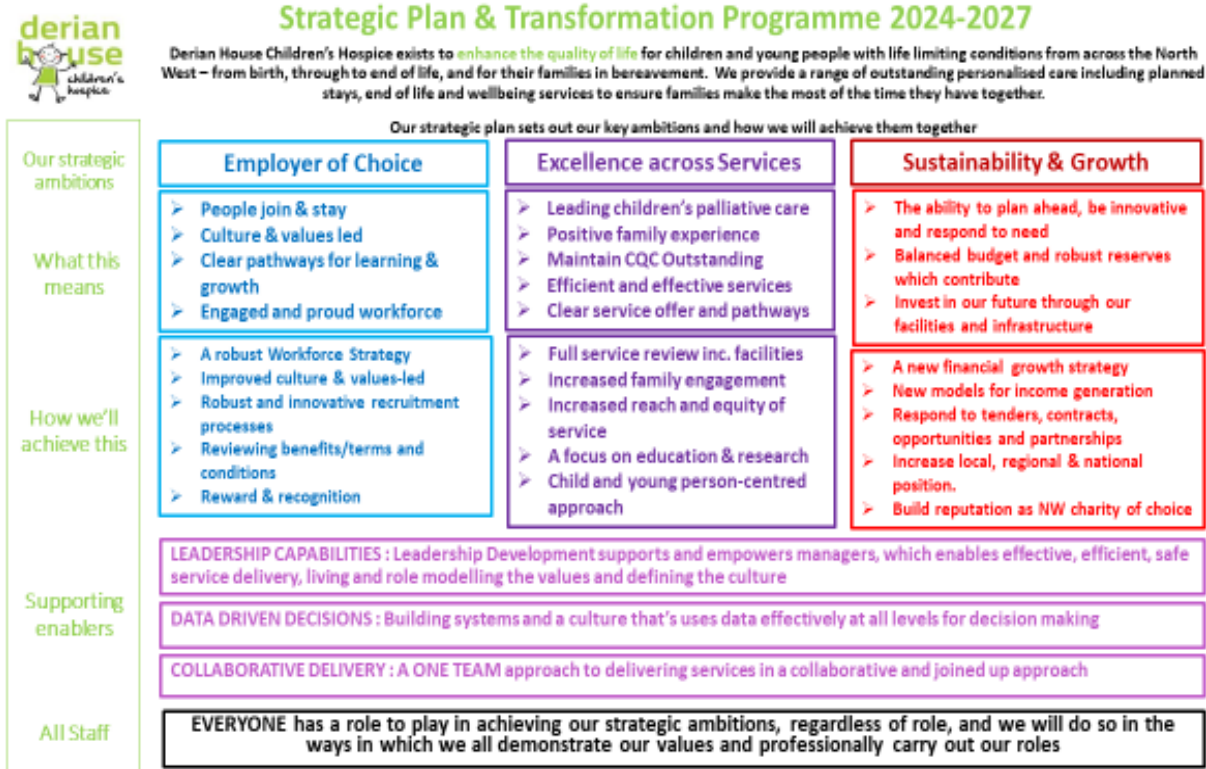 derian
house
children's
hospice
Strategic Plan & Transformation Programme 2024-2027
Derian House Children's Hospice exists to enhance the quality of life for children and young people with life limiting conditions from across the North
West – from birth, through to end of life, and for their families in bereavement. We provide a range of outstanding personalised care including planned
stays, end of life and wellbeing services to ensure families make the most of the time they have together.
Our strategic plan sets out our key ambitions and how we will achieve them together
Our strategic
ambitions
Employer of Choice
Excellence across Services
Sustainability & Growth
What this
means
➢ People join & stay
➢ Culture & values led
➢ Clear pathways for learning &
growth
➢ Engaged and proud workforce
➢ Leading children's palliative care
➢ Positive family experience
➢ Maintain CQC Outstanding
➢ Efficient and effective services
➢ Clear service offer and pathways
➢ The ability to plan ahead, be innovative
and respond to need
➢ Balanced budget and robust reserves
which contribute
➢ Invest in our future through our
facilities and infrastructure
How we'll
achieve this
➢ A robust Workforce Strategy
➢ Improved culture & values-led
➢ Robust and innovative recruitment
processes
➢ Reviewing benefits/terms and
conditions
➢ Reward & recognition
➢ Full service review inc. facilities
➢ Increased family engagement
➢ Increased reach and equity of
service
➢ A focus on education & research
➢ Child and young person-centred
approach
➢ A new financial growth strategy
➢ New models for income generation
➢ Respond to tenders, contracts,
opportunities and partnerships
➢ Increase local, regional & national
position.
➢ Build reputation as NW charity of choice
Supporting
enablers
LEADERSHIP CAPABILITIES : Leadership Development supports and empowers managers, which enables effective, efficient, safe
service delivery, living and role modelling the values and defining the culture
DATA DRIVEN DECISIONS : Building systems and a culture that's uses data effectively at all levels for decision making
COLLABORATIVE DELIVERY : A ONE TEAM approach to delivering services in a collaborative and joined up approach
All Staff
EVERYONE has a role to play in achieving our strategic ambitions, regardless of role, and we will do so in the
ways in which we all demonstrate our values and professionally carry out our roles